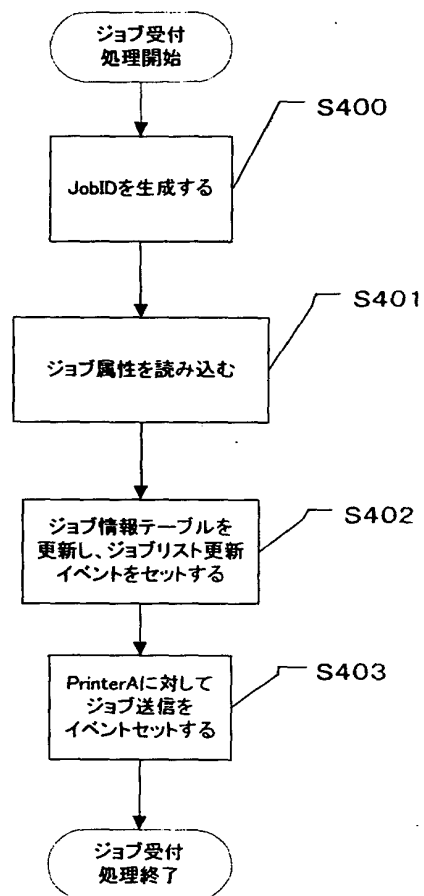 ジョブ受付
処理開始
S400
JobIDを生成する
S401
ジョブ属性を読み込む
S402
ジョブ情報テーブルを
更新し、ジョブリスト更新
イベントをセットする
S403
PrinterAに対して
ジョブ送信を
イベントセットする
ジョブ受付
処理終了